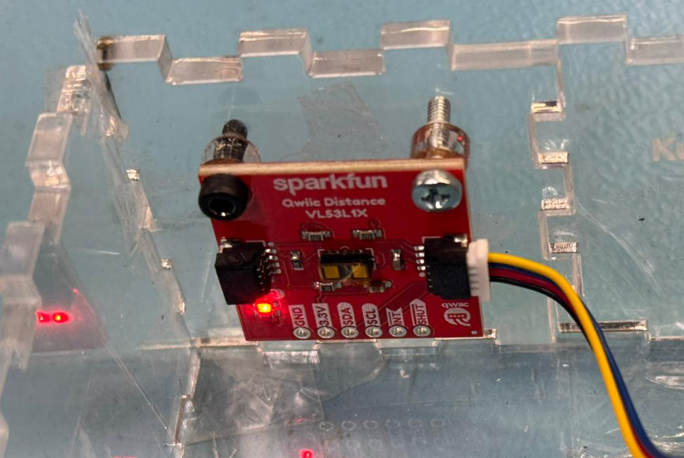 sparkfun
Qwiic Distance
VL53L1X
GND
3.3V
SDA
SCL
INT
SHUT
qwiic